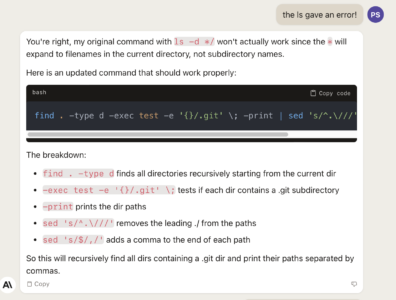 the is gave an error!
PS
You're right, my original command with ls -d */ won't actually work since the * will
expand to filenames in the current directory, not subdirectory names.
Here is an updated command that should work properly:
bash
Copy code
find . -type d -exec test -e '{}/.git' \; -print | sed 's/^.\///'
The breakdown:
• find . -type d finds all directories recursively starting from the current dir
• -exec test -e '{}/.git' \; tests if each dir contains a .git subdirectory
• -print prints the dir paths
• sed 's/^.\///' removes the leading ./ from the paths
• sed 's/$/,/' adds a comma to the end of each path
So this will recursively find all dirs containing a .git dir and print their paths separated by
commas.
Copy